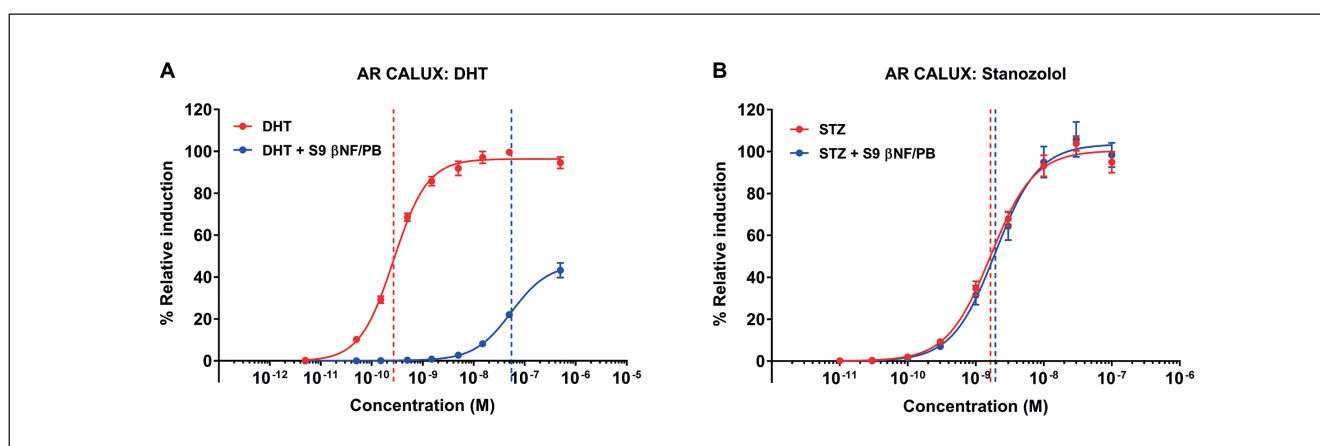 A
AR CALUX: DHT
120
100
80
60
40
20
0
% Relative induction
DHT
DHT + S9 βNF/PB
10⁻¹² 10⁻¹¹ 10⁻¹⁰ 10⁻⁹ 10⁻⁸ 10⁻⁷ 10⁻⁶ 10⁻⁵
Concentration (M)
B
AR CALUX: Stanozolol
120
100
80
60
40
20
0
% Relative induction
STZ
STZ + S9 βNF/PB
10⁻¹¹ 10⁻¹⁰ 10⁻⁹ 10⁻⁸ 10⁻⁷ 10⁻⁶
Concentration (M)